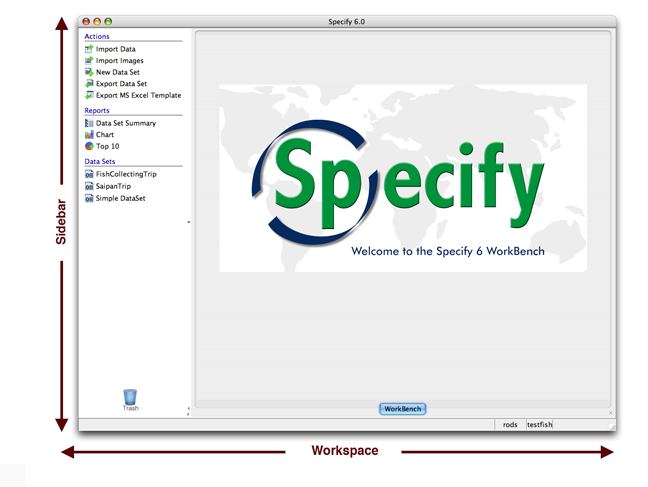 Specify 6.0
Actions
Import Data
Import Images
New Data Set
Export Data Set
Export MS Excel Template
Reports
Data Set Summary
Chart
Top 10
Data Sets
FishCollectingTrip
SaipanTrip
Simple DataSet
Trash
Specify
Welcome to the Specify 6 WorkBench
WorkBench
rods testfish
Sidebar
Workspace